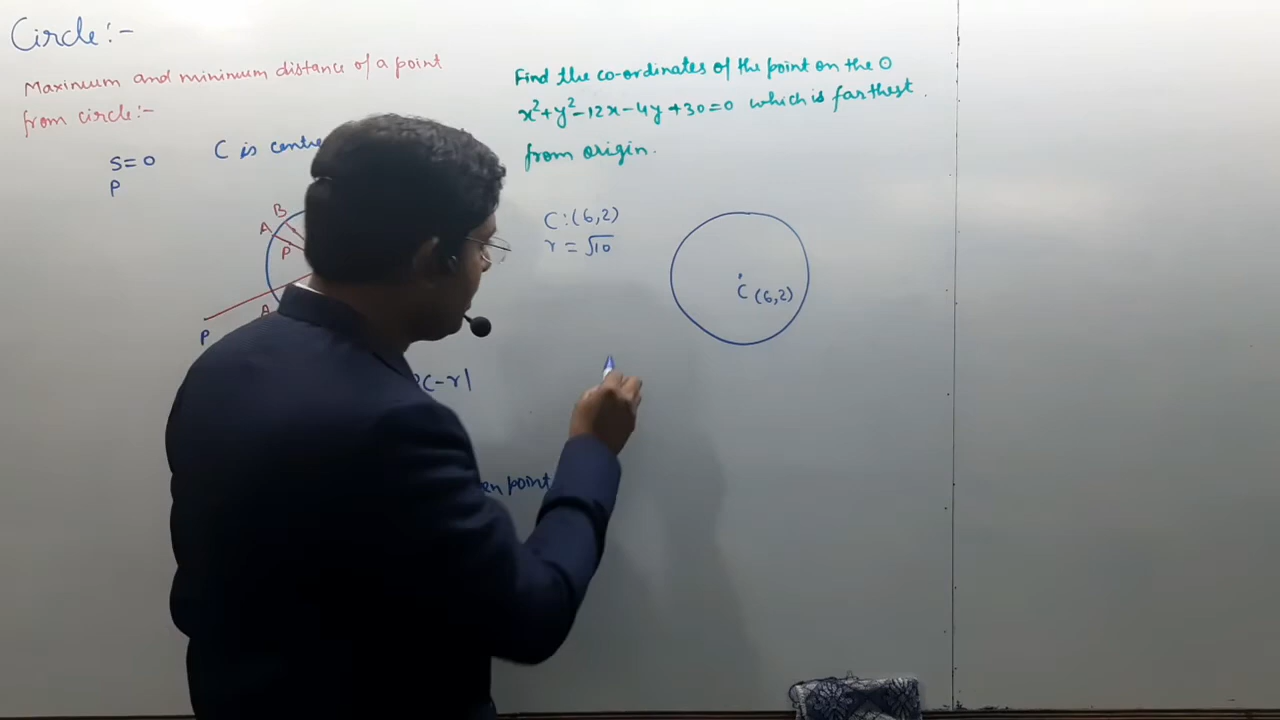 Circle:-
Maximum and minimum distance of a point
from circle:-
S=0
P
C is centre
B
A
P
A
P
C-r|
en point
Find the co-ordinates of the point on the ⊙
x²+y²-12x-4y+30=0 which is farthest
from origin.
C:(6,2)
r=√10
C (6,2)